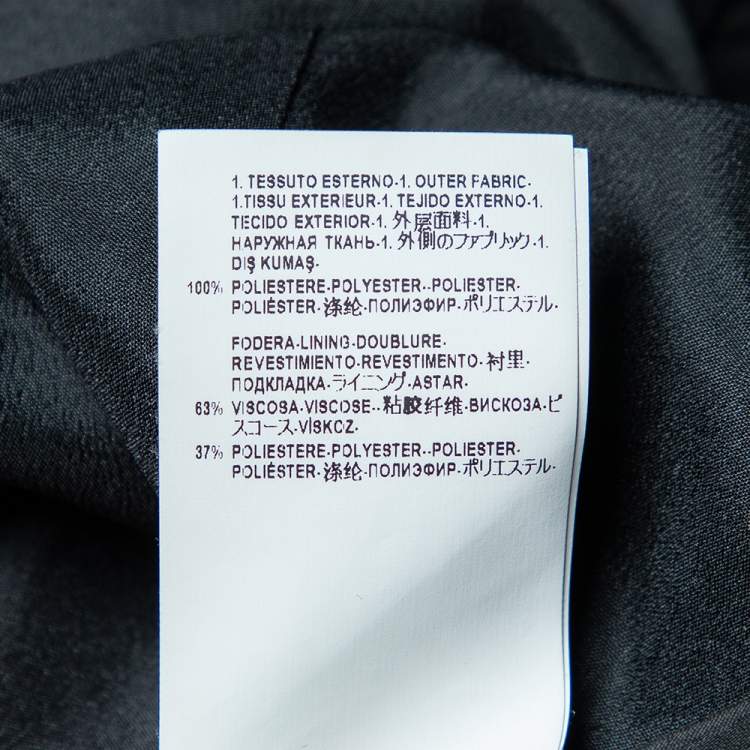 1. TESSUTO ESTERNO-1. OUTER FABRIC-
1.TISSU EXTERIEUR-1. TEJIDO EXTERNO-1.
TECIDO EXTERIOR-1. 外层面料-1.
НАРУЖНАЯ ТКАНЬ-1. 外側のファブリック-1.
DIŞ KUMAŞ-
100% POLIESTERE-POLYESTER--POLIESTER-
POLIÉSTER-涤纶-ПОЛИЭФИР-ポリエステル-
FODERA-LINING-DOUBLURE-
REVESTIMIENTO-REVESTIMENTO-衬里-
ПОДКЛАДКА-ライニング-ASTAR-
63% VISCOSA-VISCOSE--粘胶纤维-ВИСКОЗА-ビ
スコース-VİSKOZ-
37% POLIESTERE-POLYESTER--POLIESTER-
POLIÉSTER-涤纶-ПОЛИЭФИР-ポリエステル-